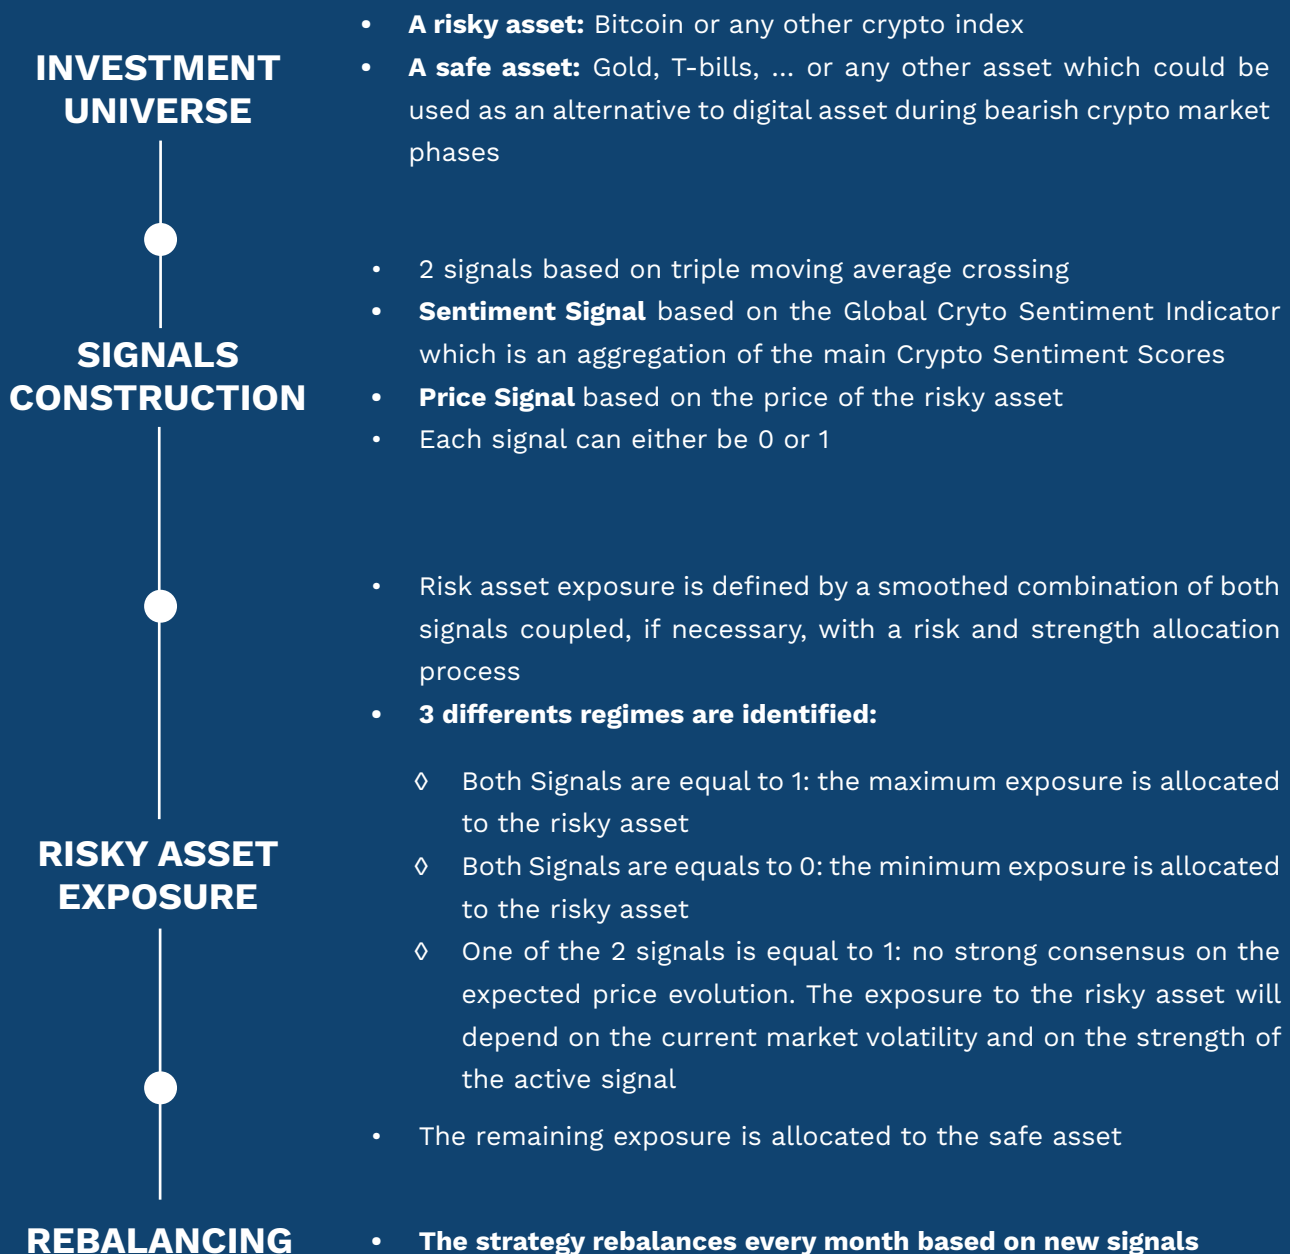 INVESTMENT
UNIVERSE
• A risky asset: Bitcoin or any other crypto index
• A safe asset: Gold, T-bills, ... or any other asset which could be
used as an alternative to digital asset during bearish crypto market
phases
SIGNALS
CONSTRUCTION
• 2 signals based on triple moving average crossing
• Sentiment Signal based on the Global Cryto Sentiment Indicator
which is an aggregation of the main Crypto Sentiment Scores
• Price Signal based on the price of the risky asset
• Each signal can either be 0 or 1
RISKY ASSET
EXPOSURE
• Risk asset exposure is defined by a smoothed combination of both
signals coupled, if necessary, with a risk and strength allocation
process
• 3 differents regimes are identified:
◊ Both Signals are equal to 1: the maximum exposure is allocated
to the risky asset
◊ Both Signals are equals to 0: the minimum exposure is allocated
to the risky asset
◊ One of the 2 signals is equal to 1: no strong consensus on the
expected price evolution. The exposure to the risky asset will
depend on the current market volatility and on the strength of
the active signal
• The remaining exposure is allocated to the safe asset
REBALANCING
• The strategy rebalances every month based on new signals